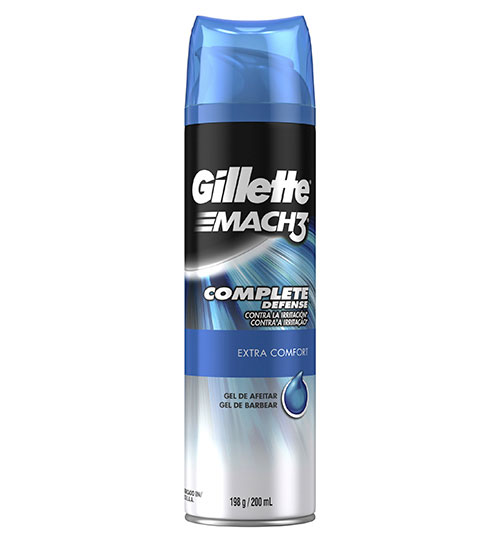 Gillette®
MACH3®
COMPLETE
DEFENSE
CONTRA LA IRRITACIÓN*
CONTRA A IRRITAÇÃO*
EXTRA COMFORT
GEL DE AFEITAR
GEL DE BARBEAR
198 g / 200 mL